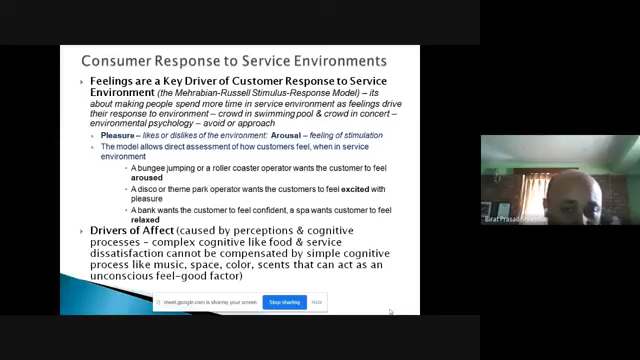 Consumer Response to Service Environments
Feelings are a Key Driver of Customer Response to Service
Environment (the Mehrabian-Russell Stimulus-Response Model) – its
about making people spend more time in service environment as feelings drive
their response to environment – crowd in swimming pool & crowd in concert –
environmental psychology – avoid or approach
Pleasure – likes or dislikes of the environment: Arousal – feeling of stimulation
The model allows direct assessment of how customers feel, when in service
environment
A bungee jumping or a roller coaster operator wants the customer to feel
aroused
A disco or theme park operator wants the customers to feel excited with
pleasure
A bank wants the customer to feel confident, a spa wants customer to feel
relaxed
Drivers of Affect (caused by perceptions & cognitive
processes – complex cognitive like food & service
dissatisfaction cannot be compensated by simple cognitive
process like music, space, color, scents that can act as an
unconscious feel-good factor)
meet.google.com is sharing your screen.
Stop sharing
Hide
Birat Prasad